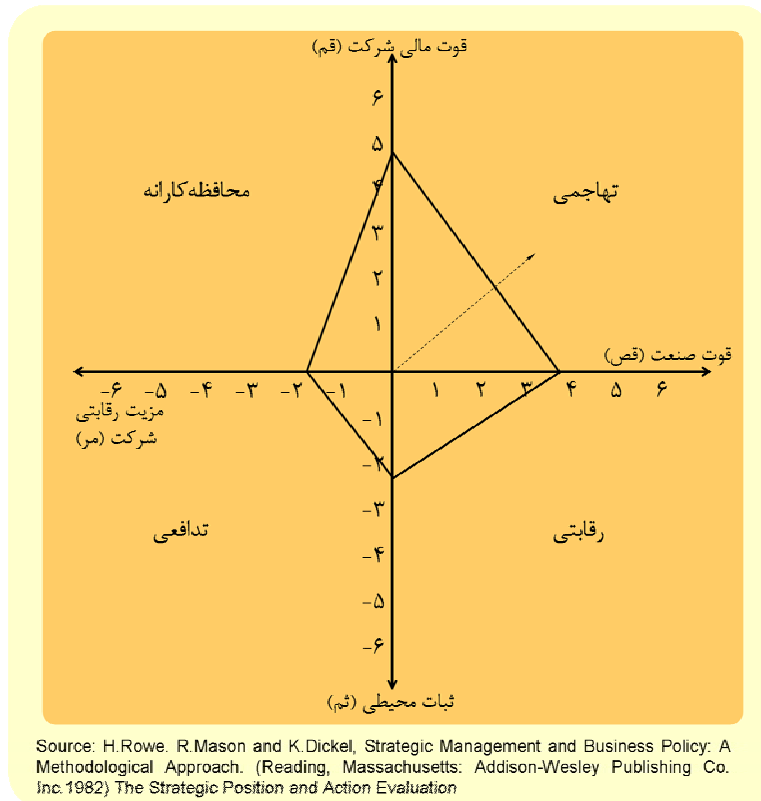 قوت مالی شرکت (قم)
۶
۵
محافظه‌کارانه
۴
تهاجمی
۳
۲
۱
قوت صنعت (قص)
-۶ -۵ -۴ -۳ -۲ -۱ ۱ ۲ ۳ ۴ ۵ ۶
مزیت رقابتی
شرکت (مر)
-۱
-۲
-۳
تدافعی
رقابتی
-۴
-۵
-۶
ثبات محیطی (ثم)
Source: H.Rowe. R.Mason and K.Dickel, Strategic Management and Business Policy: A
Methodological Approach. (Reading, Massachusetts: Addison-Wesley Publishing Co.
Inc.1982) The Strategic Position and Action Evaluation